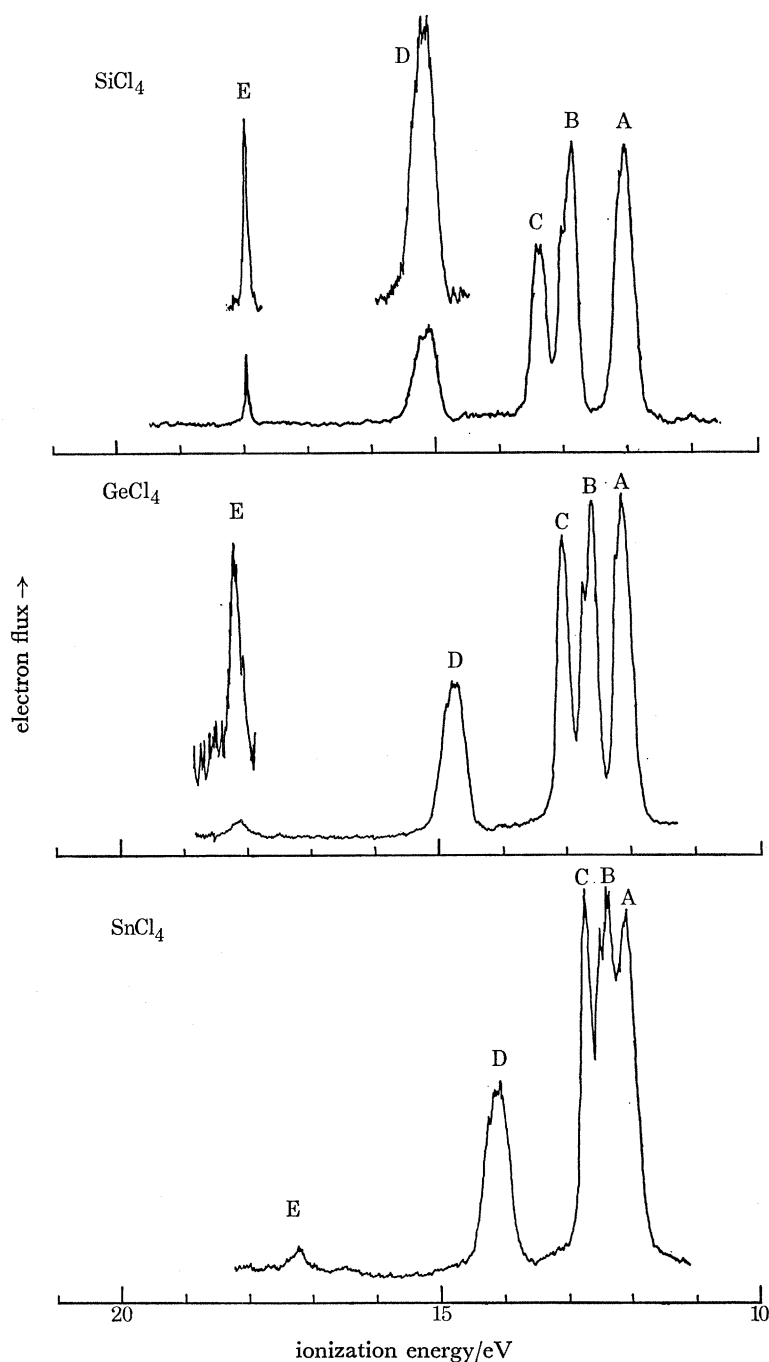 SiCl₄
D
E
B
A
C
GeCl₄
E
D
C
B
A
electron flux →
SnCl₄
C
B
A
D
E
20
15
10
ionization energy/eV